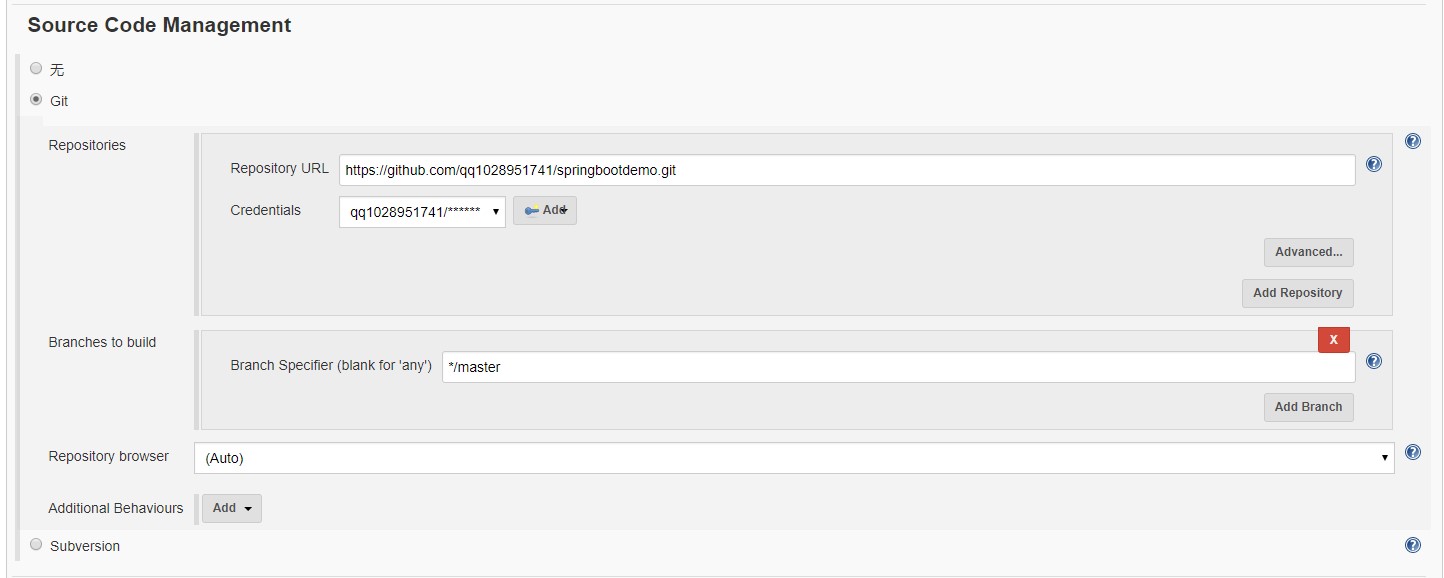 Source Code Management
无
Git
Repositories
Repository URL https://github.com/qq1028951741/springbootdemo.git
Credentials qq1028951741/****** Add
Advanced...
Add Repository
Branches to build
X
Branch Specifier (blank for 'any') */master
Add Branch
Repository browser (Auto)
Additional Behaviours Add
Subversion